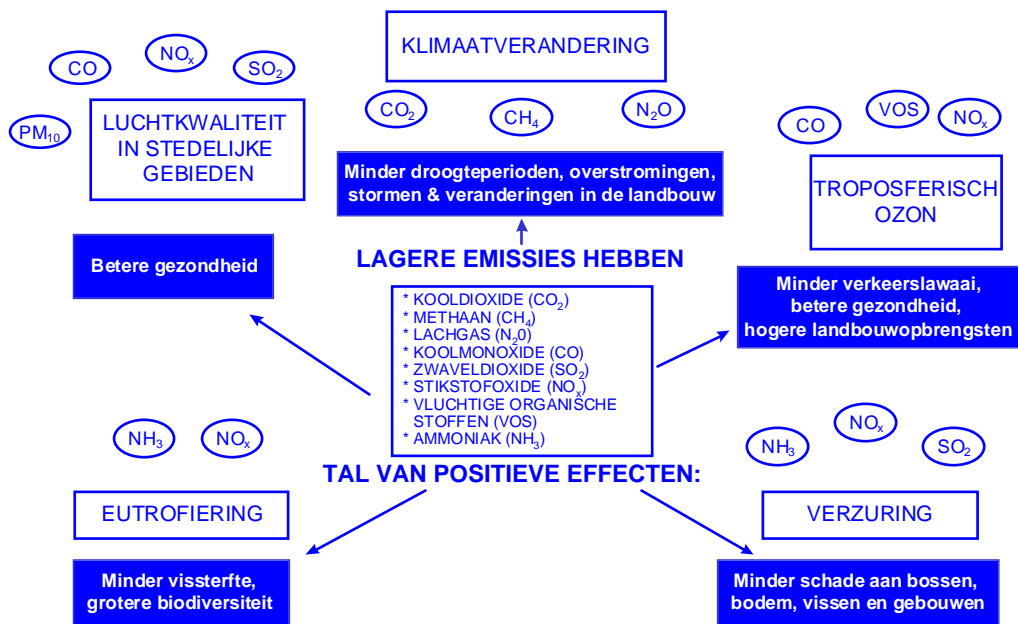 CO
NOx
SO2
PM10
LUCHTKWALITEIT
IN STEDELIJKE
GEBIEDEN
Betere gezondheid
KLIMAATVERANDERING
CO2
CH4
N2O
Minder droogteperioden, overstromingen,
stormen & veranderingen in de landbouw
CO
VOS
NOx
TROPOSFERISCH
OZON
Minder verkeerslawaai,
betere gezondheid,
hogere landbouwopbrengsten
LAGERE EMISSIES HEBBEN
* KOOLDIOXIDE (CO2)
* METHAAN (CH4)
* LACHGAS (N20)
* KOOLMONOXIDE (CO)
* ZWAVELDIOXIDE (SO2)
* STIKSTOFOXIDE (NOx)
* VLUCHTIGE ORGANISCHE
STOFFEN (VOS)
* AMMONIAK (NH3)
TAL VAN POSITIEVE EFFECTEN:
NH3
NOx
EUTROFIERING
Minder vissterfte,
grotere biodiversiteit
NH3
NOx
SO2
VERZURING
Minder schade aan bossen,
bodem, vissen en gebouwen